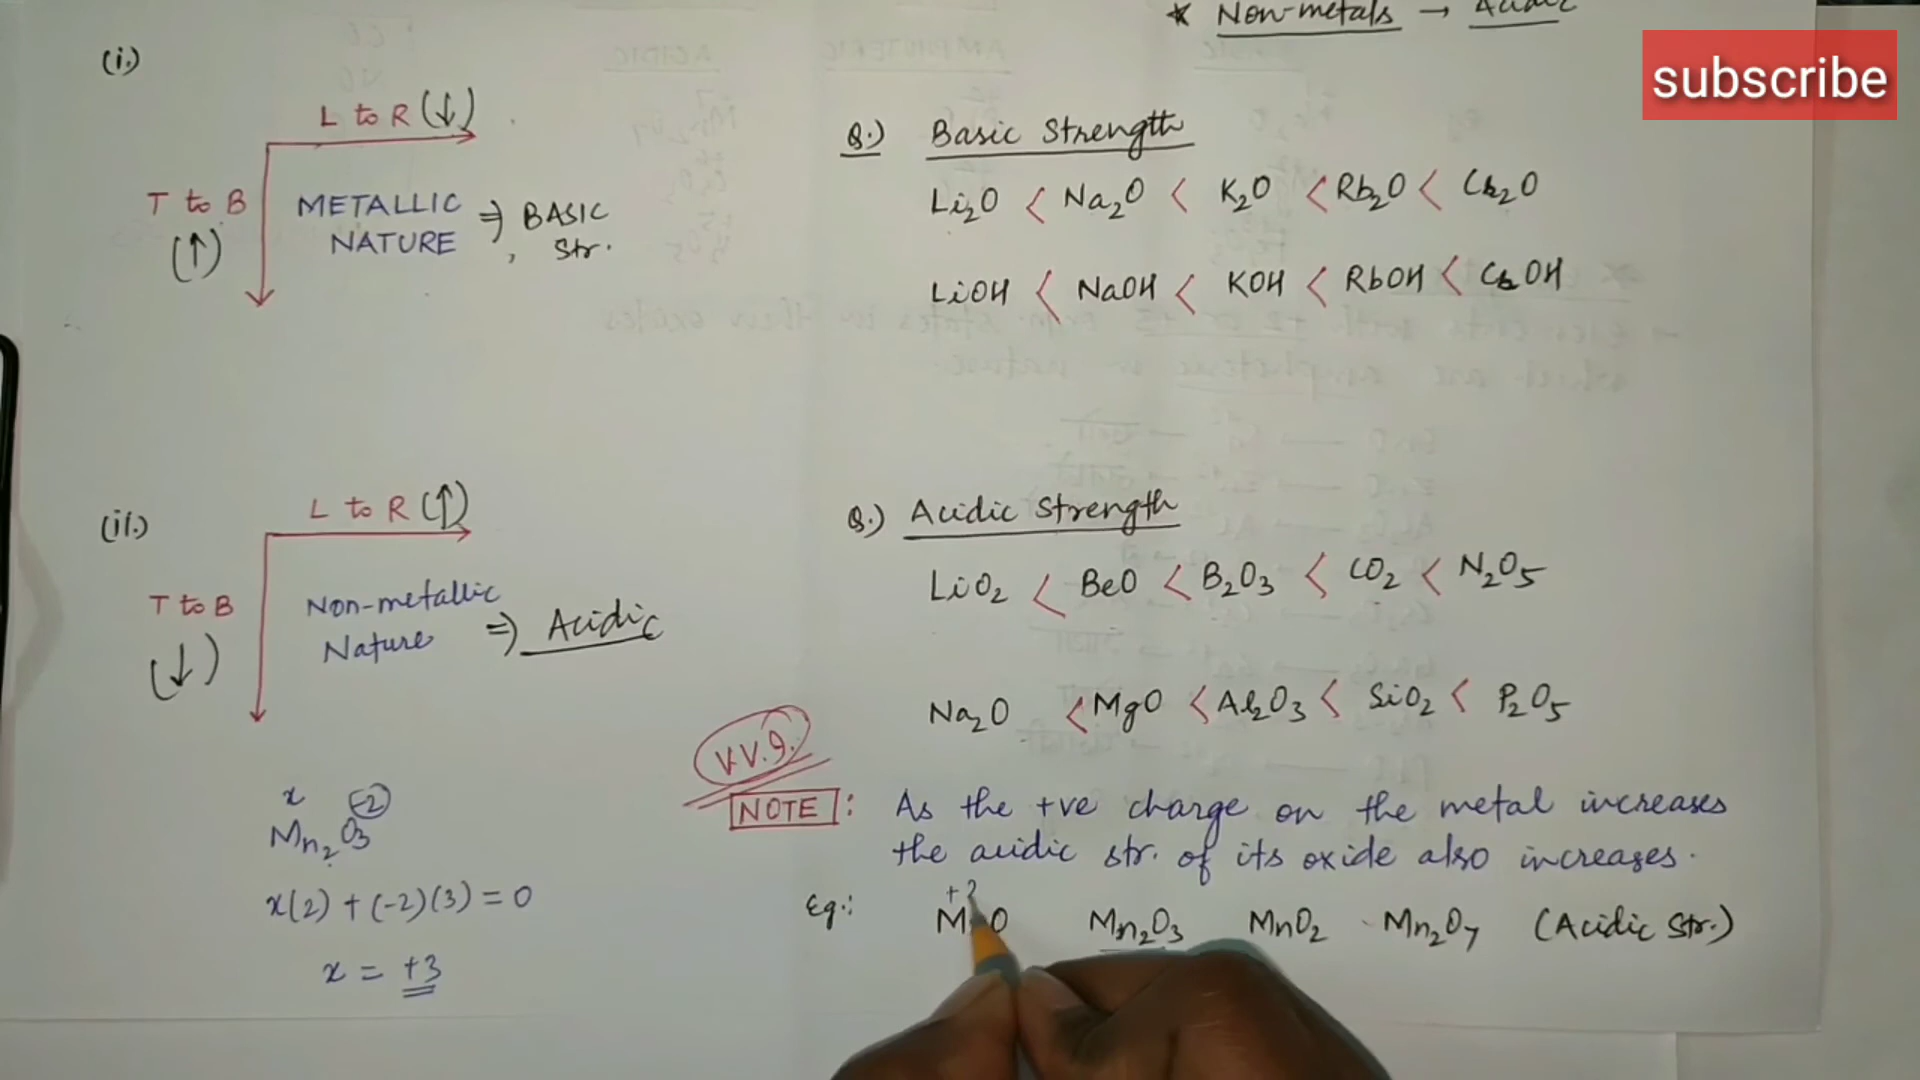 * Non-metals → Acidic
subscribe
(i.)
L to R (↓)
T to B
(↑)
METALLIC
NATURE
⇒ BASIC
Str.
Q.) Basic Strength
Li₂O < Na₂O < K₂O < Rb₂O < Cs₂O
LiOH < NaOH < KOH < RbOH < CsOH
(ii.)
L to R (↑)
T to B
(↓)
Non-metallic
Nature
⇒ Acidic
Q.) Acidic Strength
LiO₂ < BeO < B₂O₃ < CO₂ < N₂O₅
Na₂O < MgO < Al₂O₃ < SiO₂ < P₂O₅
V.V.I.
NOTE : As the +ve charge on the metal increases
the acidic str. of its oxide also increases.
x -2
Mn₂O₃
x(2) + (-2)(3) = 0
x = +3
Eg.: Mn₂O₃ MnO₂ Mn₂O₇ (Acidic Str.)